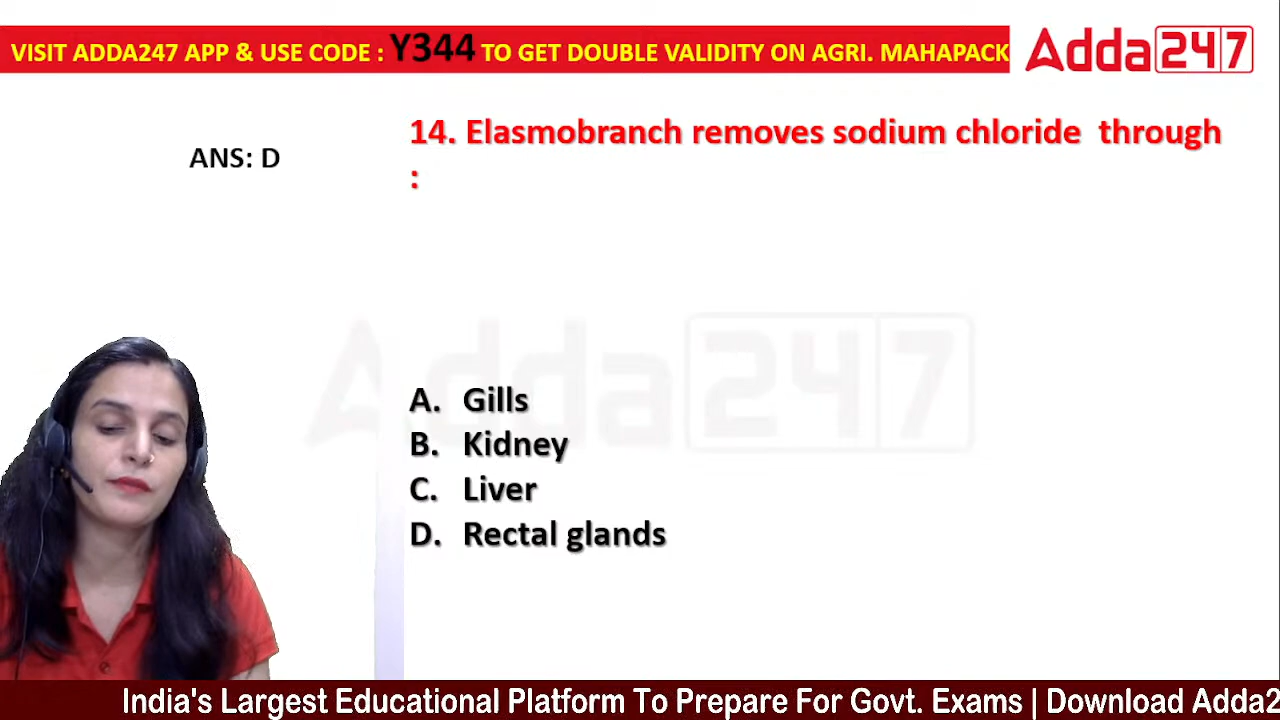 VISIT ADDA247 APP & USE CODE : Y344 TO GET DOUBLE VALIDITY ON AGRI. MAHAPACK
Adda247
ANS: D
14. Elasmobranch removes sodium chloride through
:
Adda247
A. Gills
B. Kidney
C. Liver
D. Rectal glands
India's Largest Educational Platform To Prepare For Govt. Exams | Download Adda2